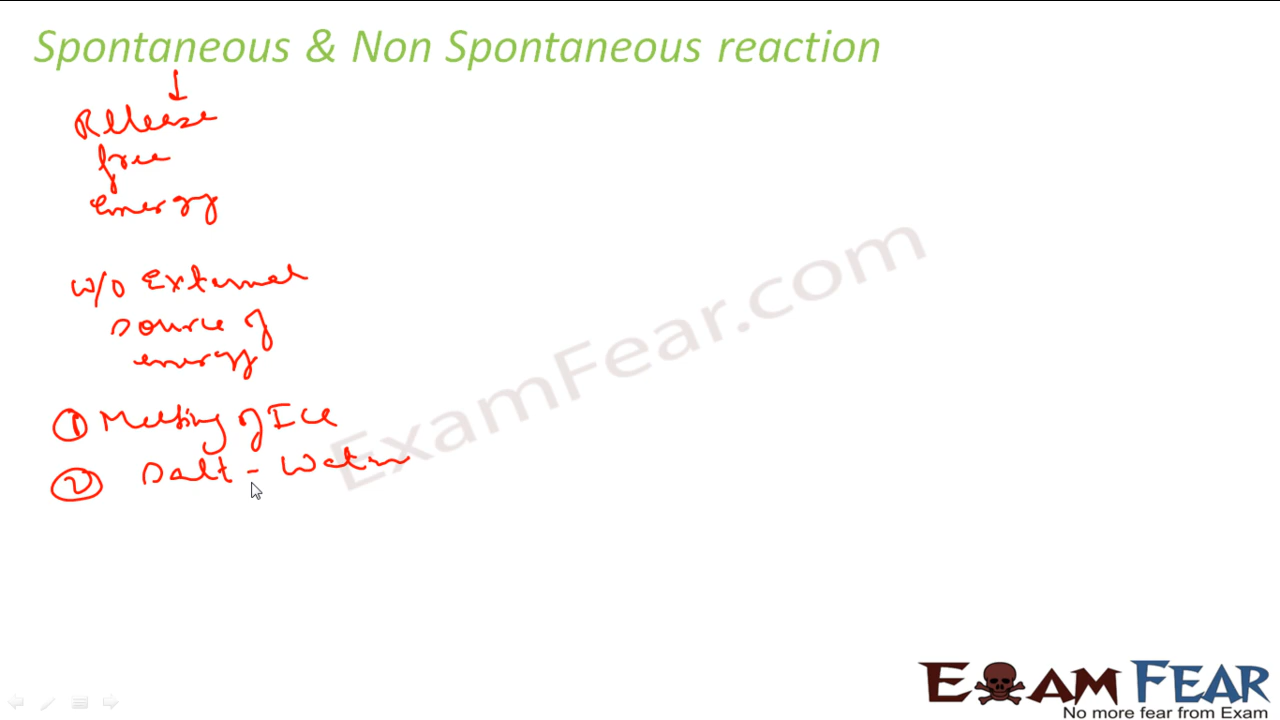 Spontaneous & Non Spontaneous reaction
Release
free
energy
w/o External
source of
energy
① Melting of Ice
② Salt - Water
ExamFear.com
EXAM FEAR
No more fear from Exam